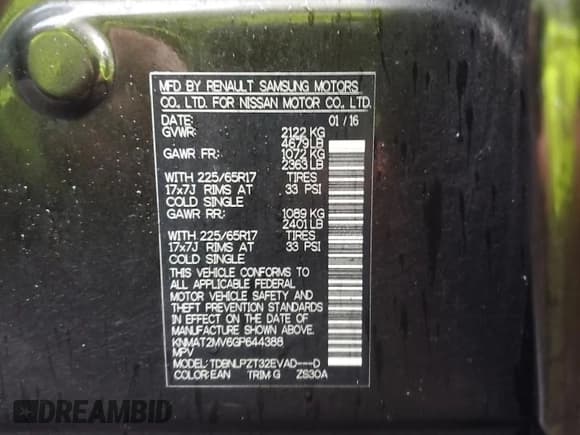 MFD BY RENAULT SAMSUNG MOTORS
CO., LTD. FOR NISSAN MOTOR CO., LTD.
DATE: 01/16
GVWR: 2122 KG
4679 LB
GAWR FR: 1072 KG
2363 LB
WITH 225/65R17 TIRES
17x7J RIMS AT 33 PSI
COLD SINGLE
GAWR RR: 1089 KG
2401 LB
WITH 225/65R17 TIRES
17x7J RIMS AT 33 PSI
COLD SINGLE
THIS VEHICLE CONFORMS TO
ALL APPLICABLE FEDERAL
MOTOR VEHICLE SAFETY AND
THEFT PREVENTION STANDARDS
IN EFFECT ON THE DATE OF
MANUFACTURE SHOWN ABOVE.
KNMAT2MV6GP644388
MPV
MODEL: TDBNLPZT32EVAD---D
COLOR:EAN TRIM:G ZS30A
DREAMBID